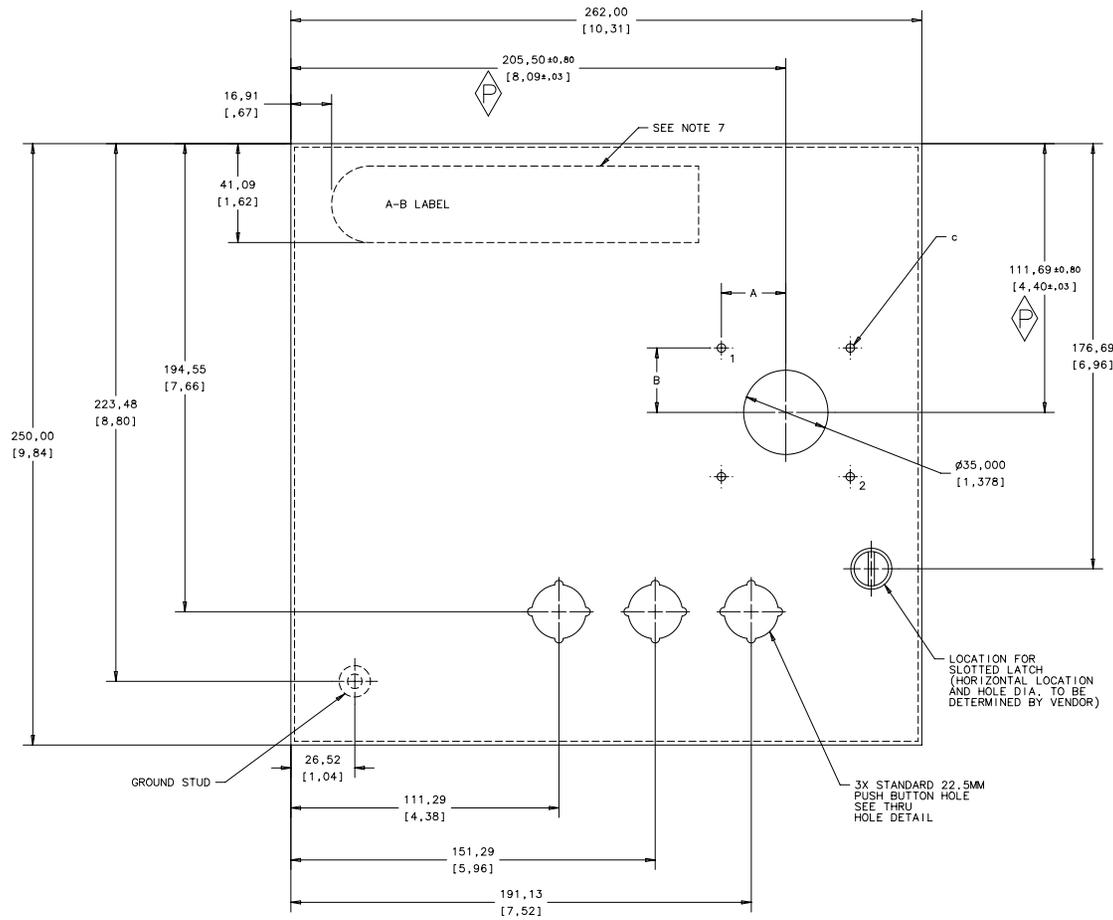 262,00
[10,31]
205,50±0,80
[8,09±,03]
P
16,91
[,67]
SEE NOTE 7
41,09
[1,62]
A-B LABEL
c
111,69±0,80
[4,40±,03]
P
A
1
B
176,69
[6,96]
194,55
[7,66]
223,48
[8,80]
250,00
[9,84]
Ø35,000
[1,378]
2
LOCATION FOR
SLOTTED LATCH
(HORIZONTAL LOCATION
AND HOLE DIA. TO BE
DETERMINED BY VENDOR)
26,52
[1,04]
GROUND STUD
3X STANDARD 22.5MM
PUSH BUTTON HOLE
SEE THRU
HOLE DETAIL
111,29
[4,38]
151,29
[5,96]
191,13
[7,52]